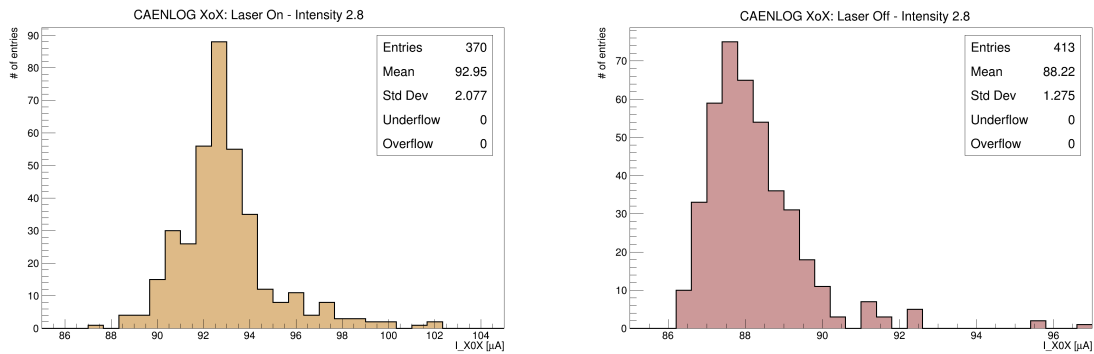 CAENLOG XoX: Laser On - Intensity 2.8
# of entries
90
80
70
60
50
40
30
20
10
0
Entries 370
Mean 92.95
Std Dev 2.077
Underflow 0
Overflow 0
86 88 90 92 94 96 98 100 102 104
I_X0X [μA]
CAENLOG XoX: Laser Off - Intensity 2.8
# of entries
70
60
50
40
30
20
10
0
Entries 413
Mean 88.22
Std Dev 1.275
Underflow 0
Overflow 0
86 88 90 92 94 96
I_X0X [μA]